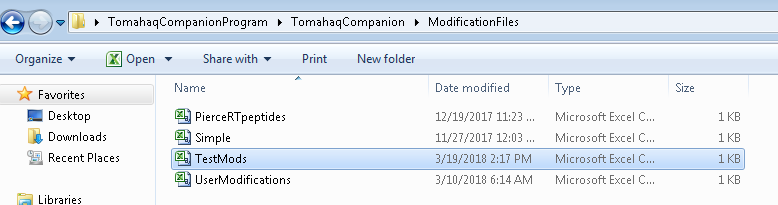 TomahaqCompanionProgram TomahaqCompanion ModificationFiles
Organize Open Share with Print New folder
Favorites
Desktop
Downloads
Recent Places
Libraries
Name Date modified Type Size
PierceRTpeptides 12/19/2017 11:23 ... Microsoft Excel C... 1 KB
Simple 11/27/2017 12:03 ... Microsoft Excel C... 1 KB
TestMods 3/19/2018 2:17 PM Microsoft Excel C... 1 KB
UserModifications 3/10/2018 6:14 AM Microsoft Excel C... 1 KB